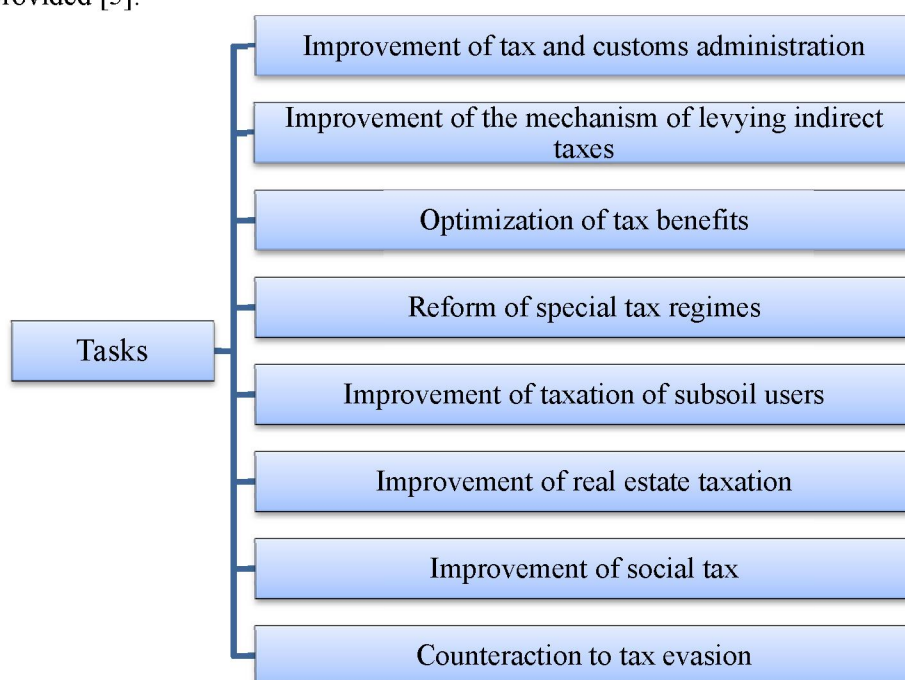 Improvement of tax and customs administration
Improvement of the mechanism of levying indirect
taxes
Optimization of tax benefits
Reform of special tax regimes
Tasks
Improvement of taxation of subsoil users
Improvement of real estate taxation
Improvement of social tax
Counteraction to tax evasion